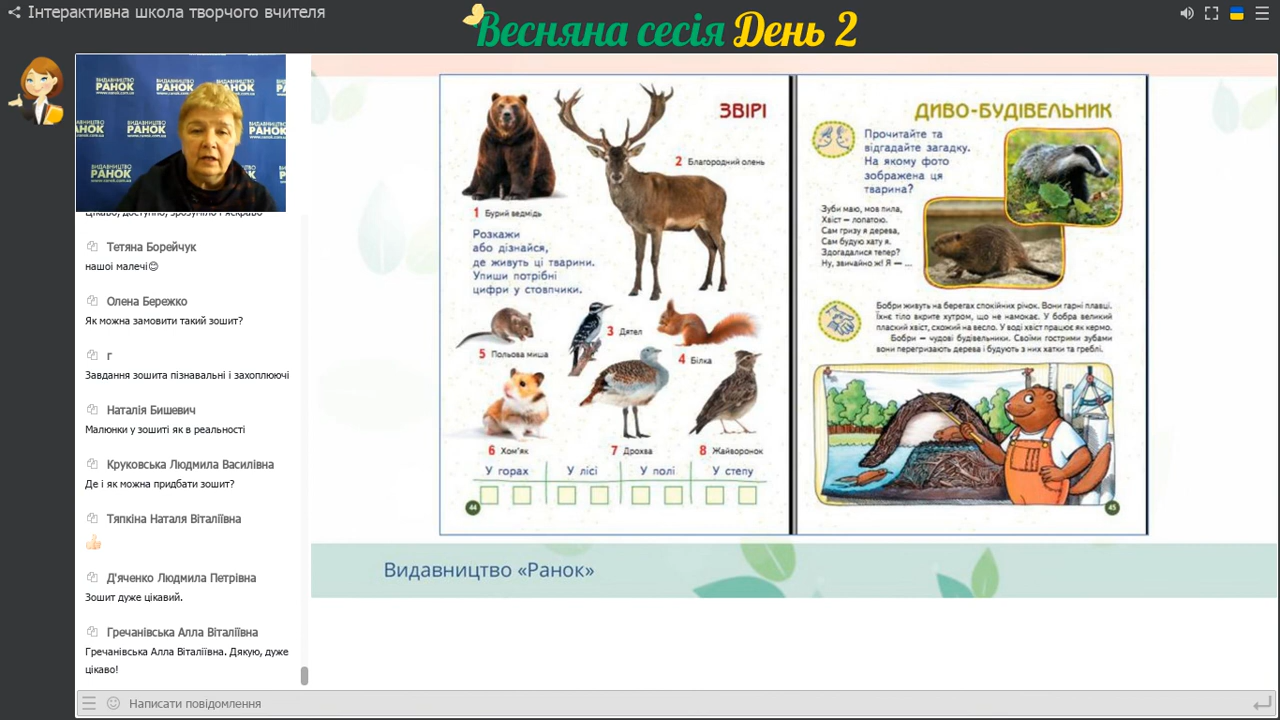 Інтерактивна школа творчого вчителя
Весняна сесія День 2
ВИДАВНИЦТВО
РАНОК
www.ranok.com.ua
Цікаво, доступно, зрозуміло і яскраво
Тетяна Борейчук
нашої малечі😊
Олена Бережко
Як можна замовити такий зошит?
г
Завдання зошита пізнавальні і захоплюючі
Наталія Бишевич
Малюнки у зошиті як в реальності
Круковська Людмила Василівна
Де і як можна придбати зошит?
Тяпкіна Наталя Віталіївна
Д'яченко Людмила Петрівна
Зошит дуже цікавий.
Гречанівська Алла Віталіївна
Гречанівська Алла Віталіївна. Дякую, дуже
цікаво!
Написати повідомлення
ЗВІРІ
2 Благородний олень
1 Бурий ведмідь
Розкажи
або дізнайся,
де живуть ці тварини.
Упиши потрібні
цифри у стовпчики.
3 Дятел
5 Польова миша
4 Білка
6 Хом'як
7 Дрохва
8 Жайворонок
У горах У лісі У полі У степу
44
ДИВО-БУДІВЕЛЬНИК
Прочитайте та
відгадайте загадку.
На якому фото
зображена ця
тварина?
Зуби маю, мов пила,
Хвіст — лопатою.
Сам гризу я дерева,
Сам будую хату я.
Здогадалися тепер?
Ну, звичайно ж! Я — ...
Бобри живуть на берегах спокійних річок. Вони гарні плавці.
Їхнє тіло вкрите хутром, що не намокає. У бобра великий
плаский хвіст, схожий на весло. У воді хвіст працює як кермо.
Бобри — чудові будівельники. Своїми гострими зубами
вони перегризають дерева і будують з них хатки та греблі.
45
Видавництво «Ранок»